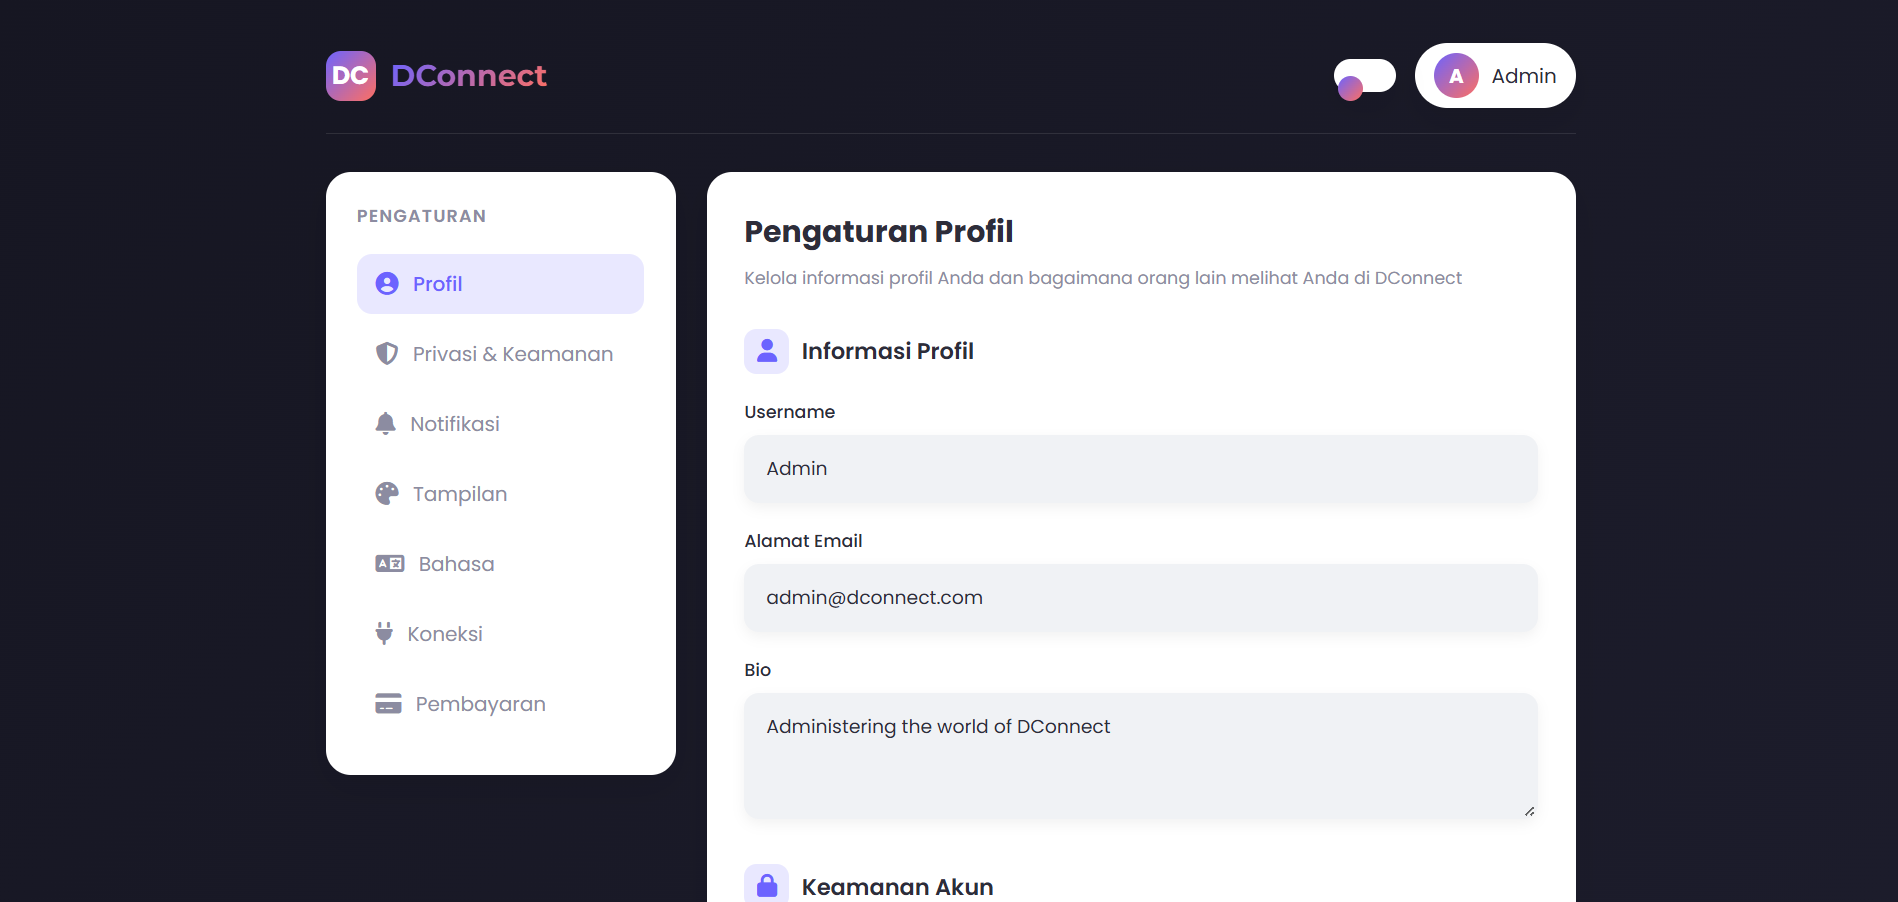 DC DConnect
A Admin
PENGATURAN
Profil
Privasi & Keamanan
Notifikasi
Tampilan
Bahasa
Koneksi
Pembayaran
Pengaturan Profil
Kelola informasi profil Anda dan bagaimana orang lain melihat Anda di DConnect
Informasi Profil
Username
Admin
Alamat Email
admin@dconnect.com
Bio
Administering the world of DConnect
Keamanan Akun